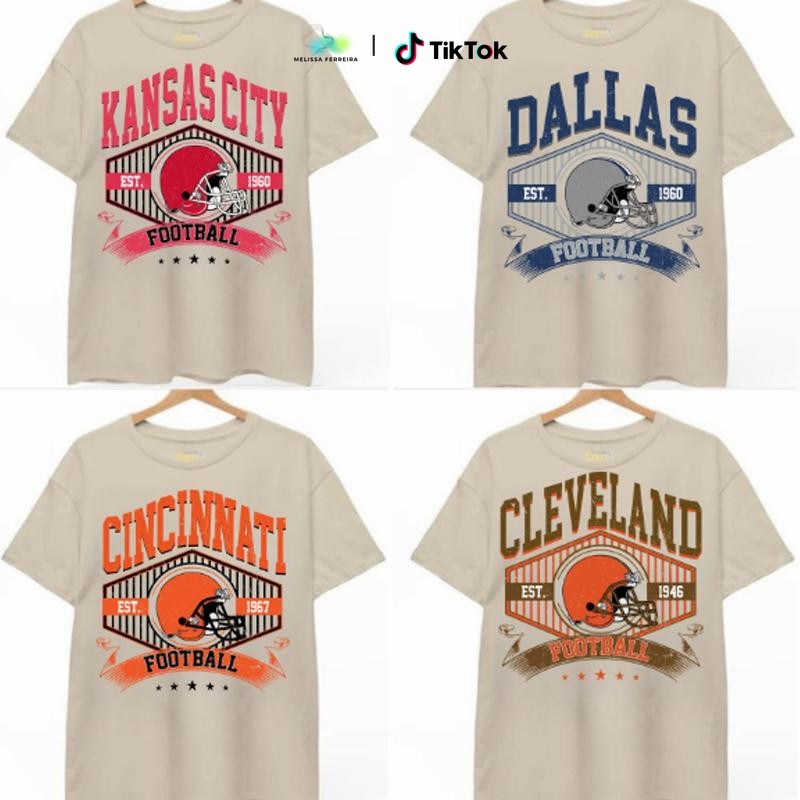 MELISSA FERREIRA | TikTok
KANSAS CITY
EST. 1960
FOOTBALL
DALLAS
EST. 1960
FOOTBALL
CINCINNATI
EST. 1967
FOOTBALL
CLEVELAND
EST. 1946
FOOTBALL